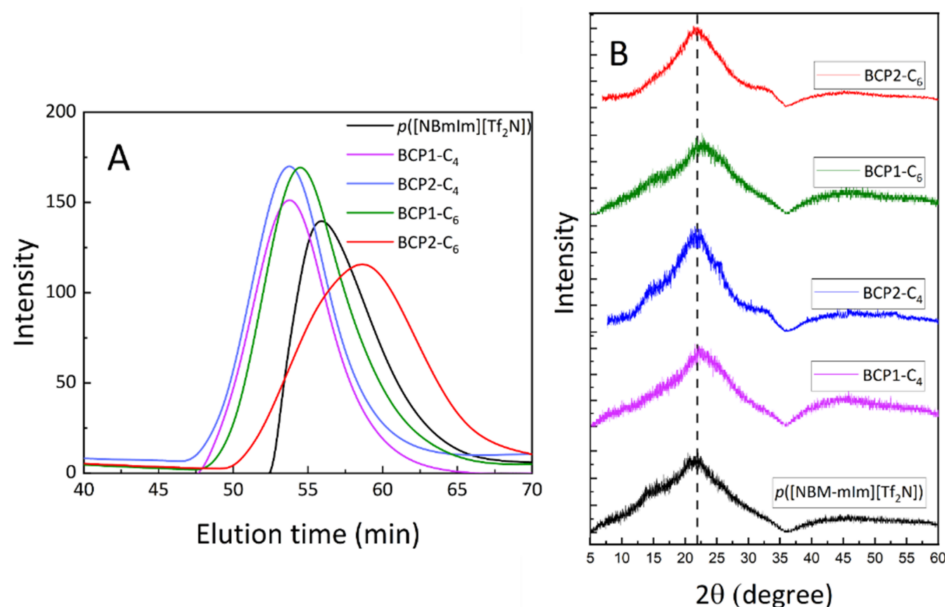 A
200
150
100
50
0
Intensity
40 45 50 55 60 65 70
Elution time (min)
p([NBmIm][Tf₂N])
BCP1-C₄
BCP2-C₄
BCP1-C₆
BCP2-C₆
B
Intensity
BCP2-C₆
BCP1-C₆
BCP2-C₄
BCP1-C₄
p([NBM-mIm][Tf₂N])
5 10 15 20 25 30 35 40 45 50 55 60
2θ (degree)